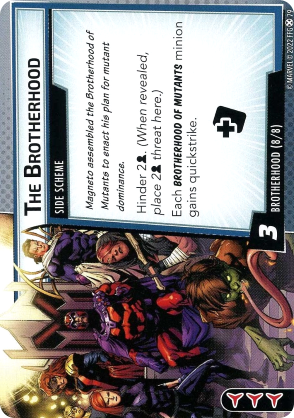 THE BROTHERHOOD
SIDE SCHEME
Magneto assembled the Brotherhood of
Mutants to enact his plan for mutant
dominance.
Hinder 2. (When revealed,
place 2 threat here.)
Each BROTHERHOOD OF MUTANTS minion
gains quickstrike.
3
BROTHERHOOD (8/8)
© MARVEL © 2022 FFG 79